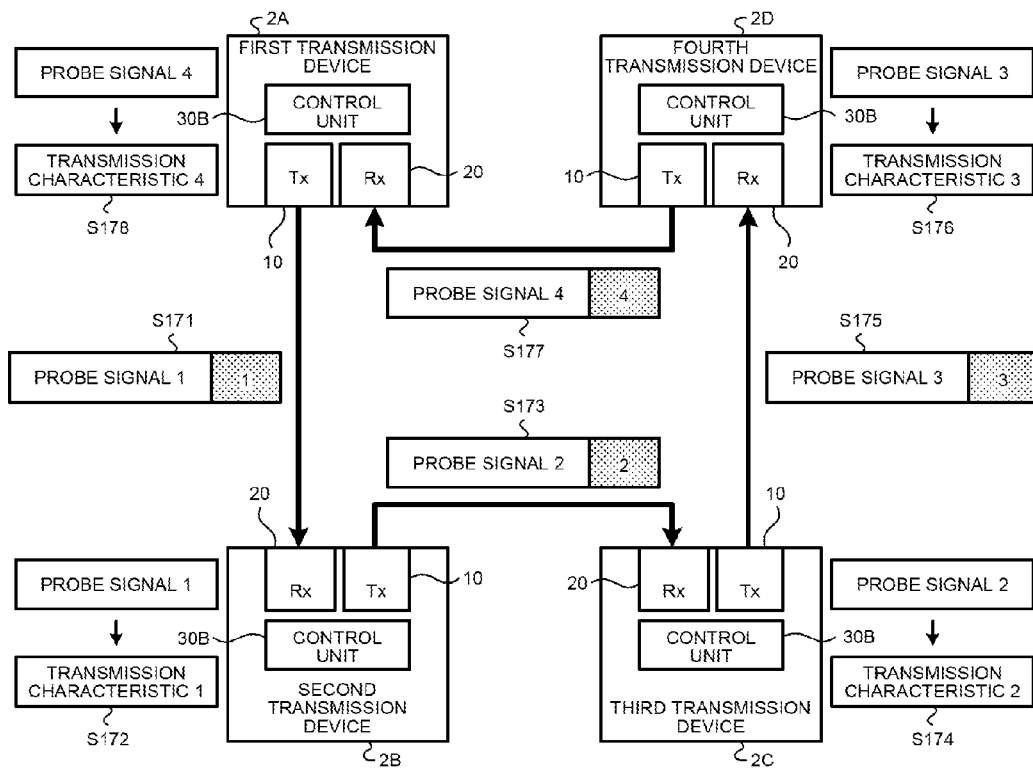 2A
2D
PROBE SIGNAL 4
FIRST TRANSMISSION
DEVICE
FOURTH
TRANSMISSION DEVICE
PROBE SIGNAL 3
CONTROL
UNIT
30B
CONTROL
UNIT
30B
TRANSMISSION
CHARACTERISTIC 4
Tx
Rx
20
10
Tx
Rx
TRANSMISSION
CHARACTERISTIC 3
S178
10
20
S176
PROBE SIGNAL 4
4
S177
S171
S175
PROBE SIGNAL 1
1
PROBE SIGNAL 3
3
S173
PROBE SIGNAL 2
2
20
10
PROBE SIGNAL 1
Rx
Tx
10
20
Rx
Tx
PROBE SIGNAL 2
30B
CONTROL
UNIT
CONTROL
UNIT
30B
TRANSMISSION
CHARACTERISTIC 1
SECOND
TRANSMISSION
DEVICE
THIRD TRANSMISSION
DEVICE
TRANSMISSION
CHARACTERISTIC 2
S172
S174
2B
2C